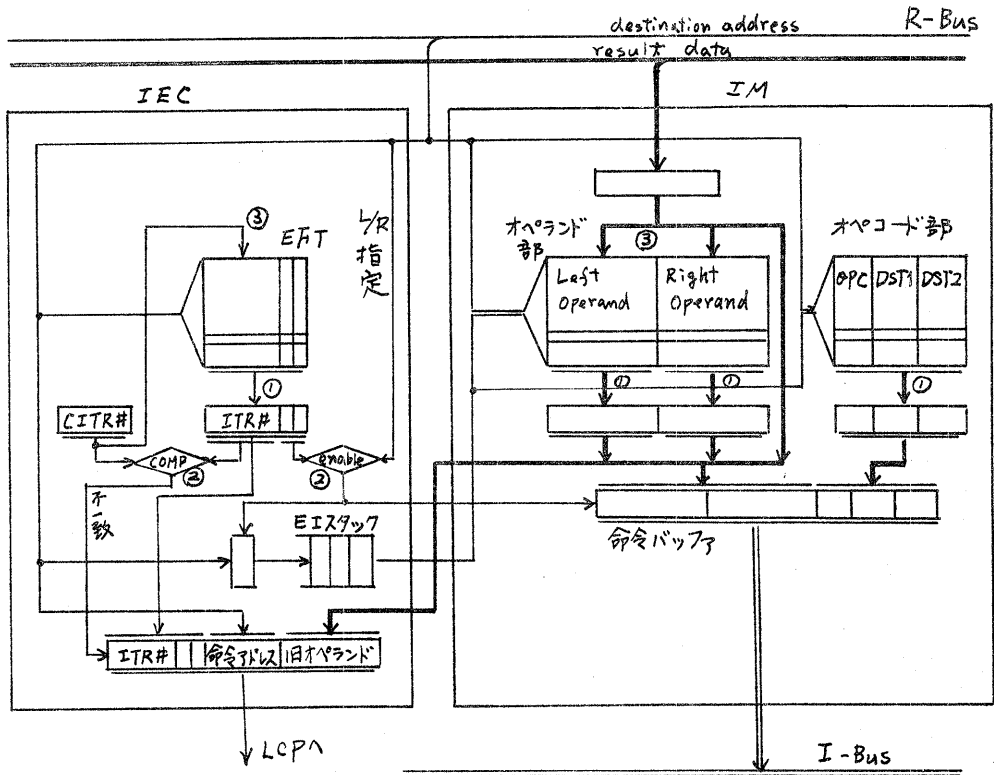 R-Bus
destination address
result data
IEC
IM
③
EFT
L/R
指定
オペランド
部
③
オペコード部
Left
Operand
Right
Operand
OPC DST1 DST2
①
①
①
①
CITR#
ITR#
COMP
②
enable
②
不一致
EIスタック
命令バッファ
ITR# 命令アドレス 旧オペランド
LCPへ
I-Bus